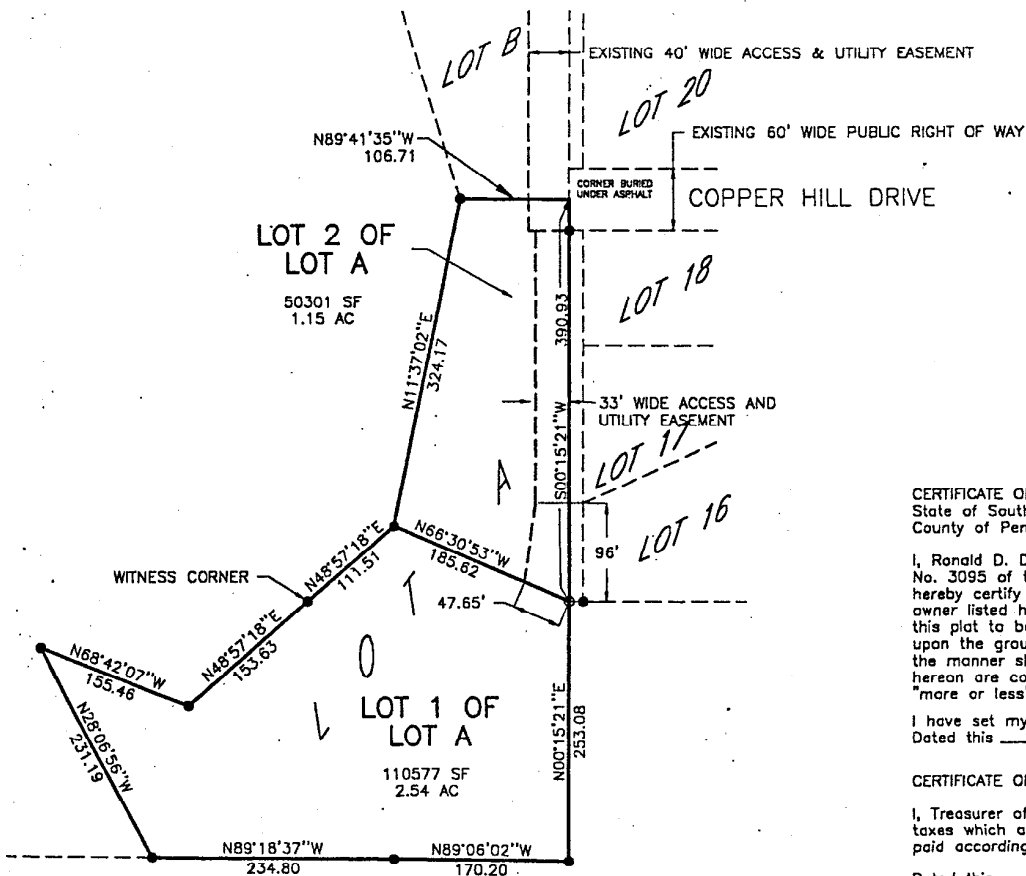 LOT B
EXISTING 40' WIDE ACCESS & UTILITY EASEMENT
LOT 20
N89°41'35"W
106.71
EXISTING 60' WIDE PUBLIC RIGHT OF WAY
CORNER BURIED
UNDER ASPHALT
COPPER HILL DRIVE
LOT 2 OF
LOT A
50301 SF
1.15 AC
LOT 18
390.93
S00°15'21"W
N11°37'02"E
324.17
33' WIDE ACCESS AND
UTILITY EASEMENT
LOT 17
LOT 16
96'
N66°30'53"W
185.62
47.65'
N48°57'18"E
111.51
WITNESS CORNER
N48°57'18"E
153.63
N68°42'07"W
155.46
N28°06'56"W
231.19
LOT A
LOT 1 OF
LOT A
110577 SF
2.54 AC
N00°15'21"E
253.08
N89°18'37"W
234.80
N89°06'02"W
170.20
CERTIFICATE O
State of South
County of Pen
I, Ronald D. D
No. 3095 of t
hereby certify
owner listed h
this plat to b
upon the grou
the manner s
hereon are co
"more or less
I have set my
Dated this
CERTIFICATE O
I, Treasurer of
taxes which a
paid according
Dated this